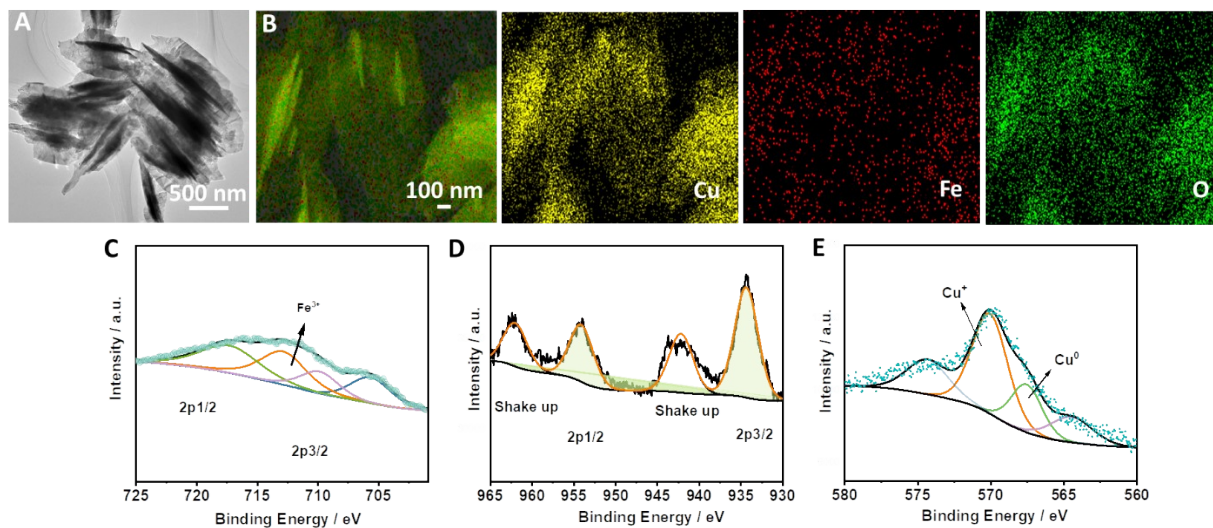 A
500 nm
B
100 nm
Cu
Fe
O
C
Intensity / a.u.
Fe³⁺
2p1/2
2p3/2
725 720 715 710 705
Binding Energy / eV
D
Intensity / a.u.
Shake up
2p1/2
Shake up
2p3/2
965 960 955 950 945 940 935 930
Binding Energy / eV
E
Intensity / a.u.
Cu⁺
Cu⁰
580 575 570 565 560
Binding Energy / eV